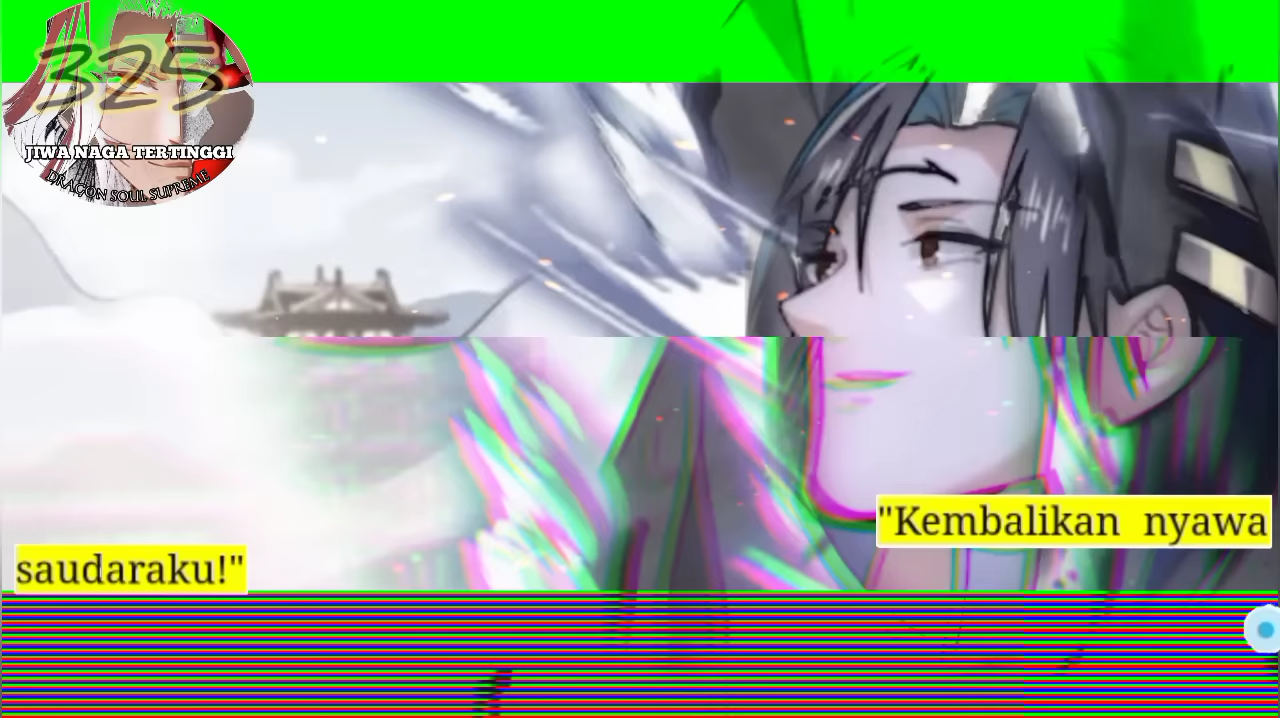 325
JIWA NAGA TERTINGGI
DRAGON SOUL SUPREME
"Kembalikan nyawa
saudaraku!"